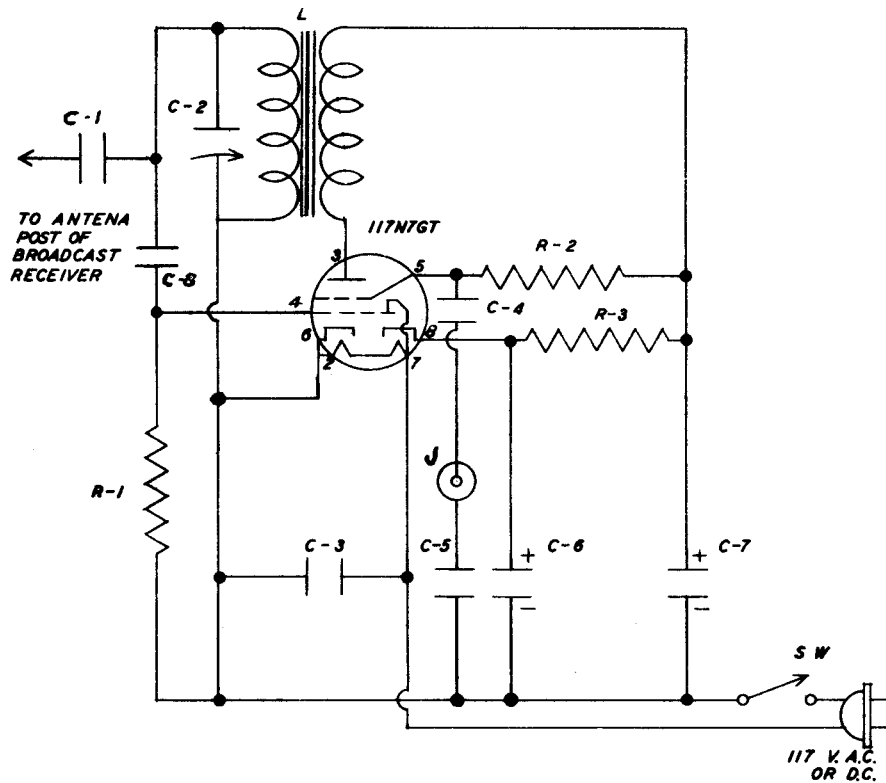 L
C-1
C-2
TO ANTENA
POST OF
BROADCAST
RECEIVER
C-8
117N7GT
3
5
R-2
4
C-4
R-3
6
8
2
7
J
R-1
C-3
C-5
C-6
C-7
+
+
−
−
SW
117 V. A.C.
OR D.C.